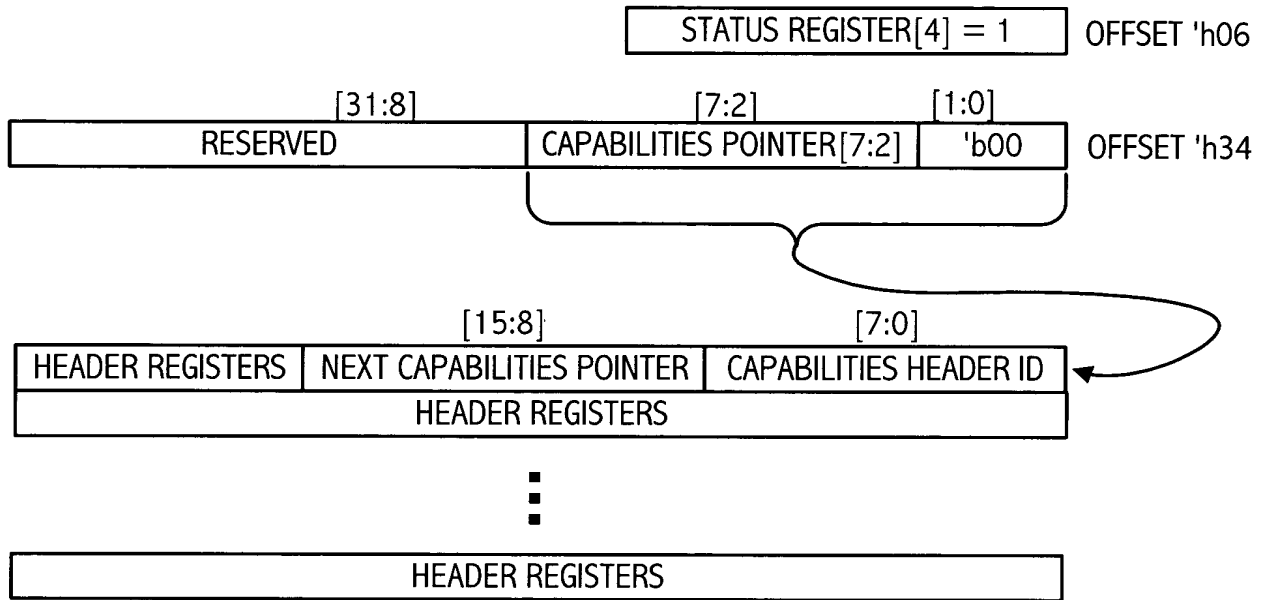 STATUS REGISTER[4] = 1 OFFSET 'h06
[31:8] [7:2] [1:0]
RESERVED CAPABILITIES POINTER[7:2] 'b00 OFFSET 'h34
[15:8] [7:0]
HEADER REGISTERS NEXT CAPABILITIES POINTER CAPABILITIES HEADER ID
HEADER REGISTERS
HEADER REGISTERS